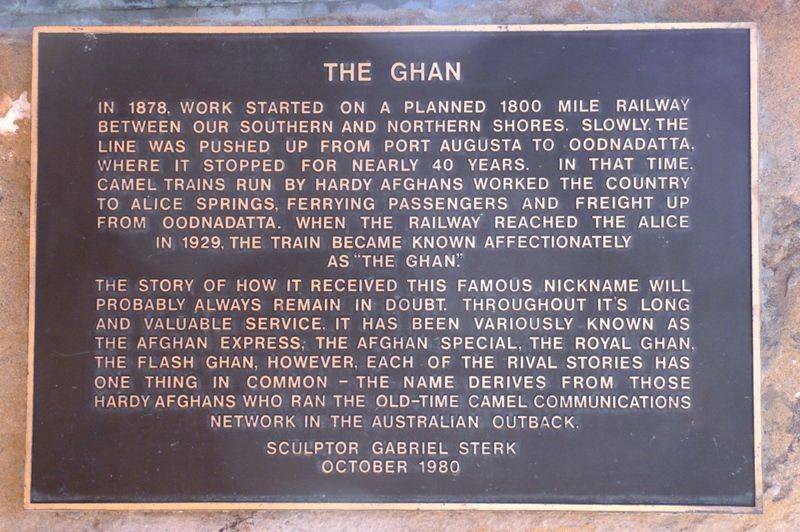 THE GHAN
IN 1878, WORK STARTED ON A PLANNED 1800 MILE RAILWAY
BETWEEN OUR SOUTHERN AND NORTHERN SHORES. SLOWLY, THE
LINE WAS PUSHED UP FROM PORT AUGUSTA TO OODNADATTA,
WHERE IT STOPPED FOR NEARLY 40 YEARS. IN THAT TIME,
CAMEL TRAINS RUN BY HARDY AFGHANS WORKED THE COUNTRY
TO ALICE SPRINGS, FERRYING PASSENGERS AND FREIGHT UP
FROM OODNADATTA. WHEN THE RAILWAY REACHED THE ALICE
IN 1929, THE TRAIN BECAME KNOWN AFFECTIONATELY
AS "THE GHAN."
THE STORY OF HOW IT RECEIVED THIS FAMOUS NICKNAME WILL
PROBABLY ALWAYS REMAIN IN DOUBT. THROUGHOUT IT'S LONG
AND VALUABLE SERVICE, IT HAS BEEN VARIOUSLY KNOWN AS
THE AFGHAN EXPRESS, THE AFGHAN SPECIAL, THE ROYAL GHAN,
THE FLASH GHAN, HOWEVER, EACH OF THE RIVAL STORIES HAS
ONE THING IN COMMON – THE NAME DERIVES FROM THOSE
HARDY AFGHANS WHO RAN THE OLD-TIME CAMEL COMMUNICATIONS
NETWORK IN THE AUSTRALIAN OUTBACK.
SCULPTOR GABRIEL STERK
OCTOBER 1980